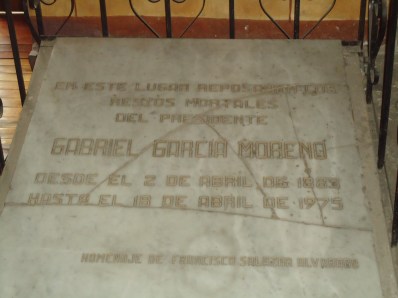 EN ESTE LUGAR REPOSARON LOS
RESTOS MORTALES
DEL PRESIDENTE
GABRIEL GARCIA MORENO
DESDE EL 2 DE ABRIL DE
HASTA EL 18 DE ABRIL DE 1975
HOMENAJE DE FRANCISCO SALGADO ALVARADO